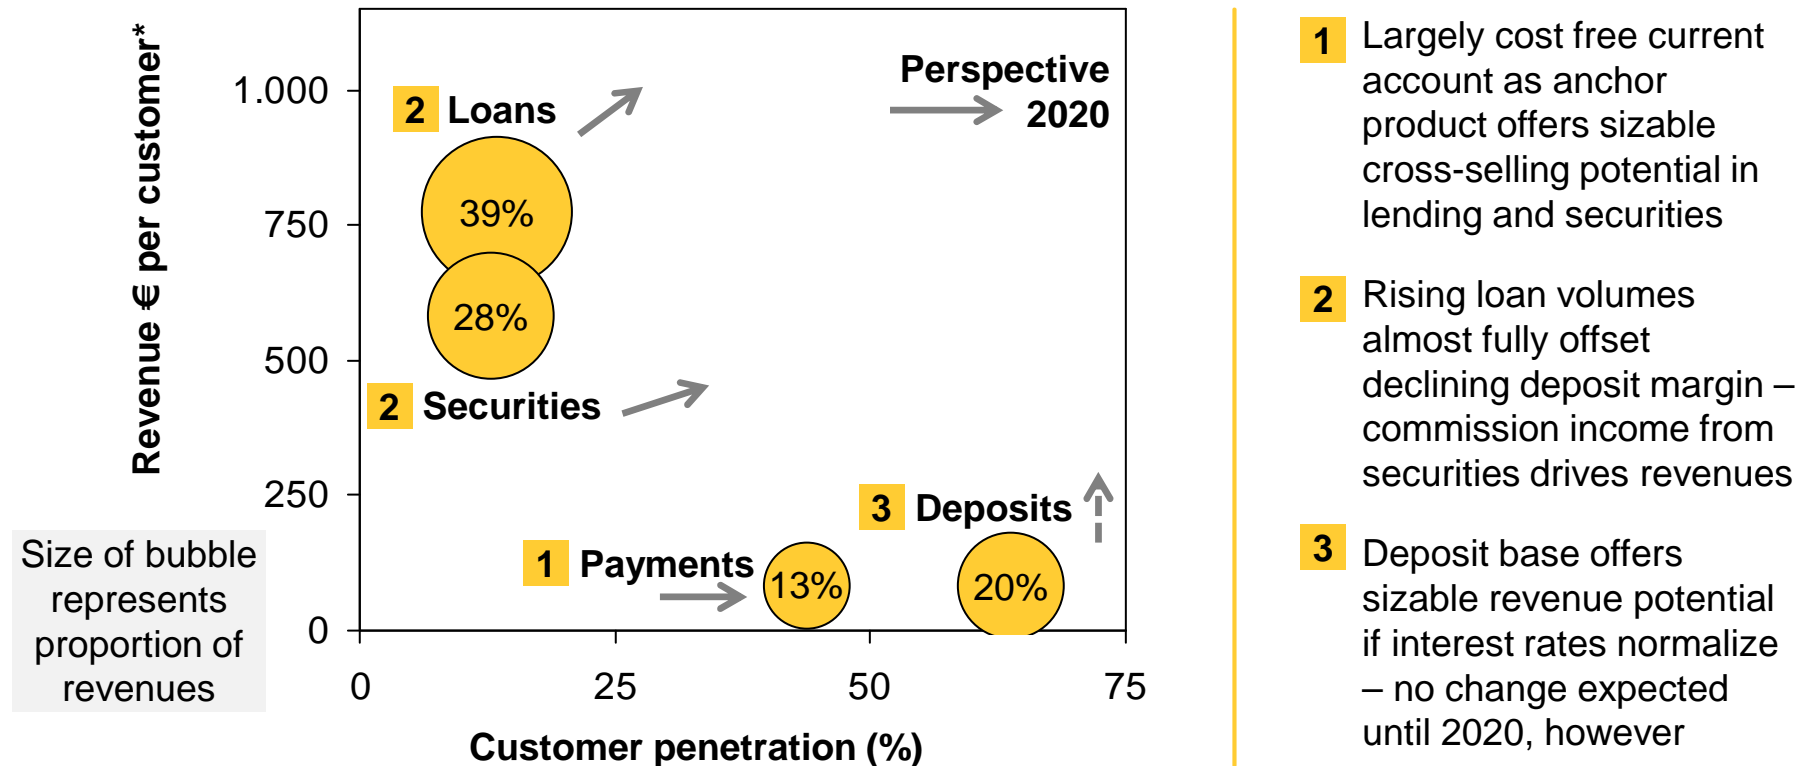 Revenue € per customer*
1.000
750
500
250
0
0
25
50
75
Customer penetration (%)
Size of bubble
represents
proportion of
revenues
2 Loans
39%
28%
2 Securities
1 Payments
13%
3 Deposits
20%
Perspective
2020
1 Largely cost free current
account as anchor
product offers sizable
cross-selling potential in
lending and securities
2 Rising loan volumes
almost fully offset
declining deposit margin –
commission income from
securities drives revenues
3 Deposit base offers
sizable revenue potential
if interest rates normalize
– no change expected
until 2020, however